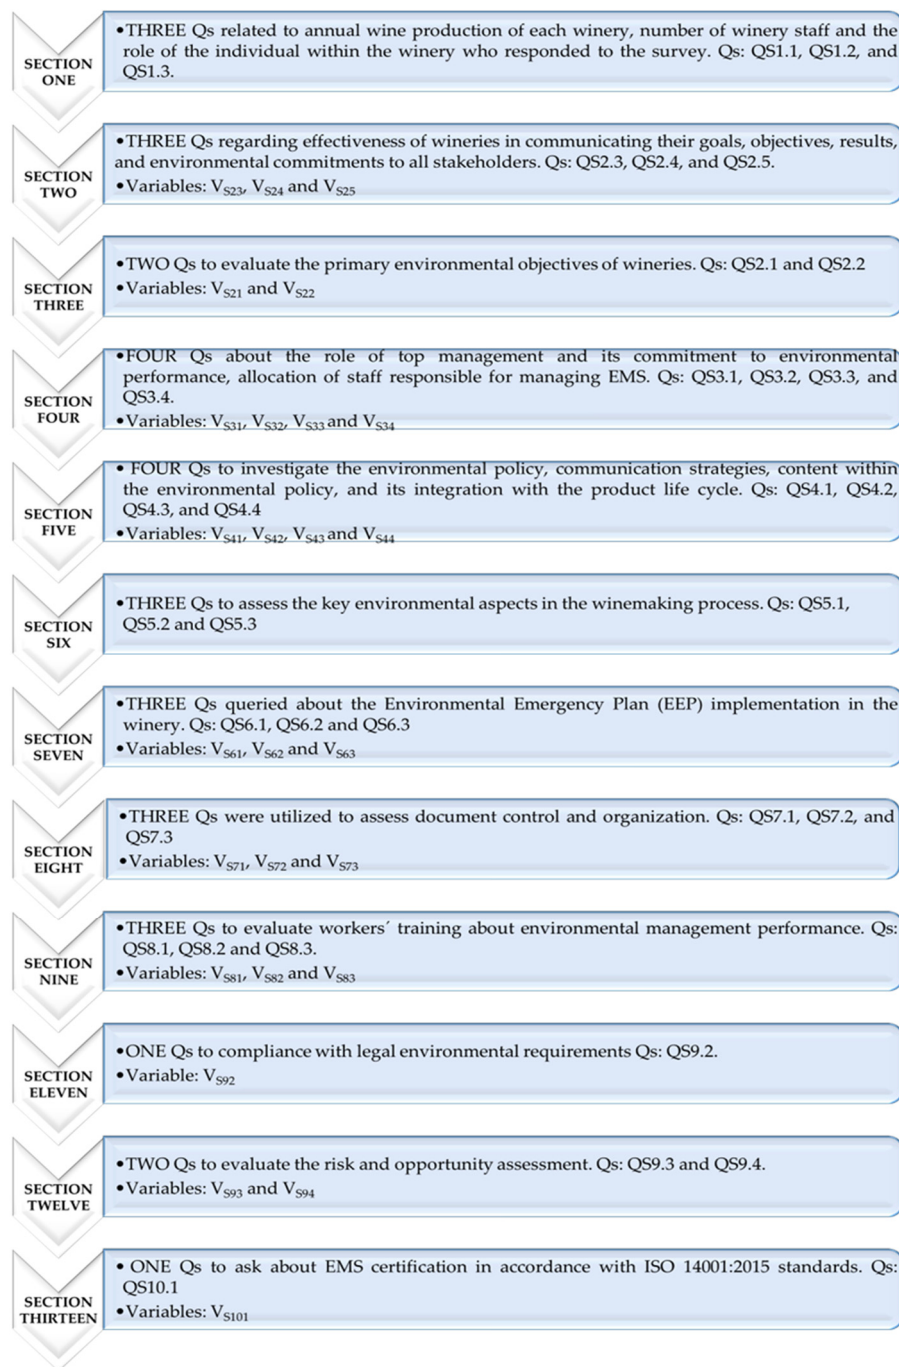 SECTION
ONE
•THREE Qs related to annual wine production of each winery, number of winery staff and the
role of the individual within the winery who responded to the survey. Qs: QS1.1, QS1.2, and
QS1.3.
SECTION
TWO
•THREE Qs regarding effectiveness of wineries in communicating their goals, objectives, results,
and environmental commitments to all stakeholders. Qs: QS2.3, QS2.4, and QS2.5.
•Variables: VS23, VS24 and VS25
SECTION
THREE
•TWO Qs to evaluate the primary environmental objectives of wineries. Qs: QS2.1 and QS2.2
•Variables: VS21 and VS22
SECTION
FOUR
•FOUR Qs about the role of top management and its commitment to environmental
performance, allocation of staff responsible for managing EMS. Qs: QS3.1, QS3.2, QS3.3, and
QS3.4.
•Variables: VS31, VS32, VS33 and VS34
SECTION
FIVE
• FOUR Qs to investigate the environmental policy, communication strategies, content within
the environmental policy, and its integration with the product life cycle. Qs: QS4.1, QS4.2,
QS4.3, and QS4.4
•Variables: VS41, VS42, VS43 and VS44
SECTION
SIX
•THREE Qs to assess the key environmental aspects in the winemaking process. Qs: QS5.1,
QS5.2 and QS5.3
SECTION
SEVEN
•THREE Qs queried about the Environmental Emergency Plan (EEP) implementation in the
winery. Qs: QS6.1, QS6.2 and QS6.3
•Variables: VS61, VS62 and VS63
SECTION
EIGHT
•THREE Qs were utilized to assess document control and organization. Qs: QS7.1, QS7.2, and
QS7.3
•Variables: VS71, VS72 and VS73
SECTION
NINE
•THREE Qs to evaluate workers´ training about environmental management performance. Qs:
QS8.1, QS8.2 and QS8.3.
•Variables: VS81, VS82 and VS83
SECTION
ELEVEN
•ONE Qs to compliance with legal environmental requirements Qs: QS9.2.
•Variable: VS92
SECTION
TWELVE
•TWO Qs to evaluate the risk and opportunity assessment. Qs: QS9.3 and QS9.4.
•Variables: VS93 and VS94
SECTION
THIRTEEN
• ONE Qs to ask about EMS certification in accordance with ISO 14001:2015 standards. Qs:
QS10.1
•Variables: VS101